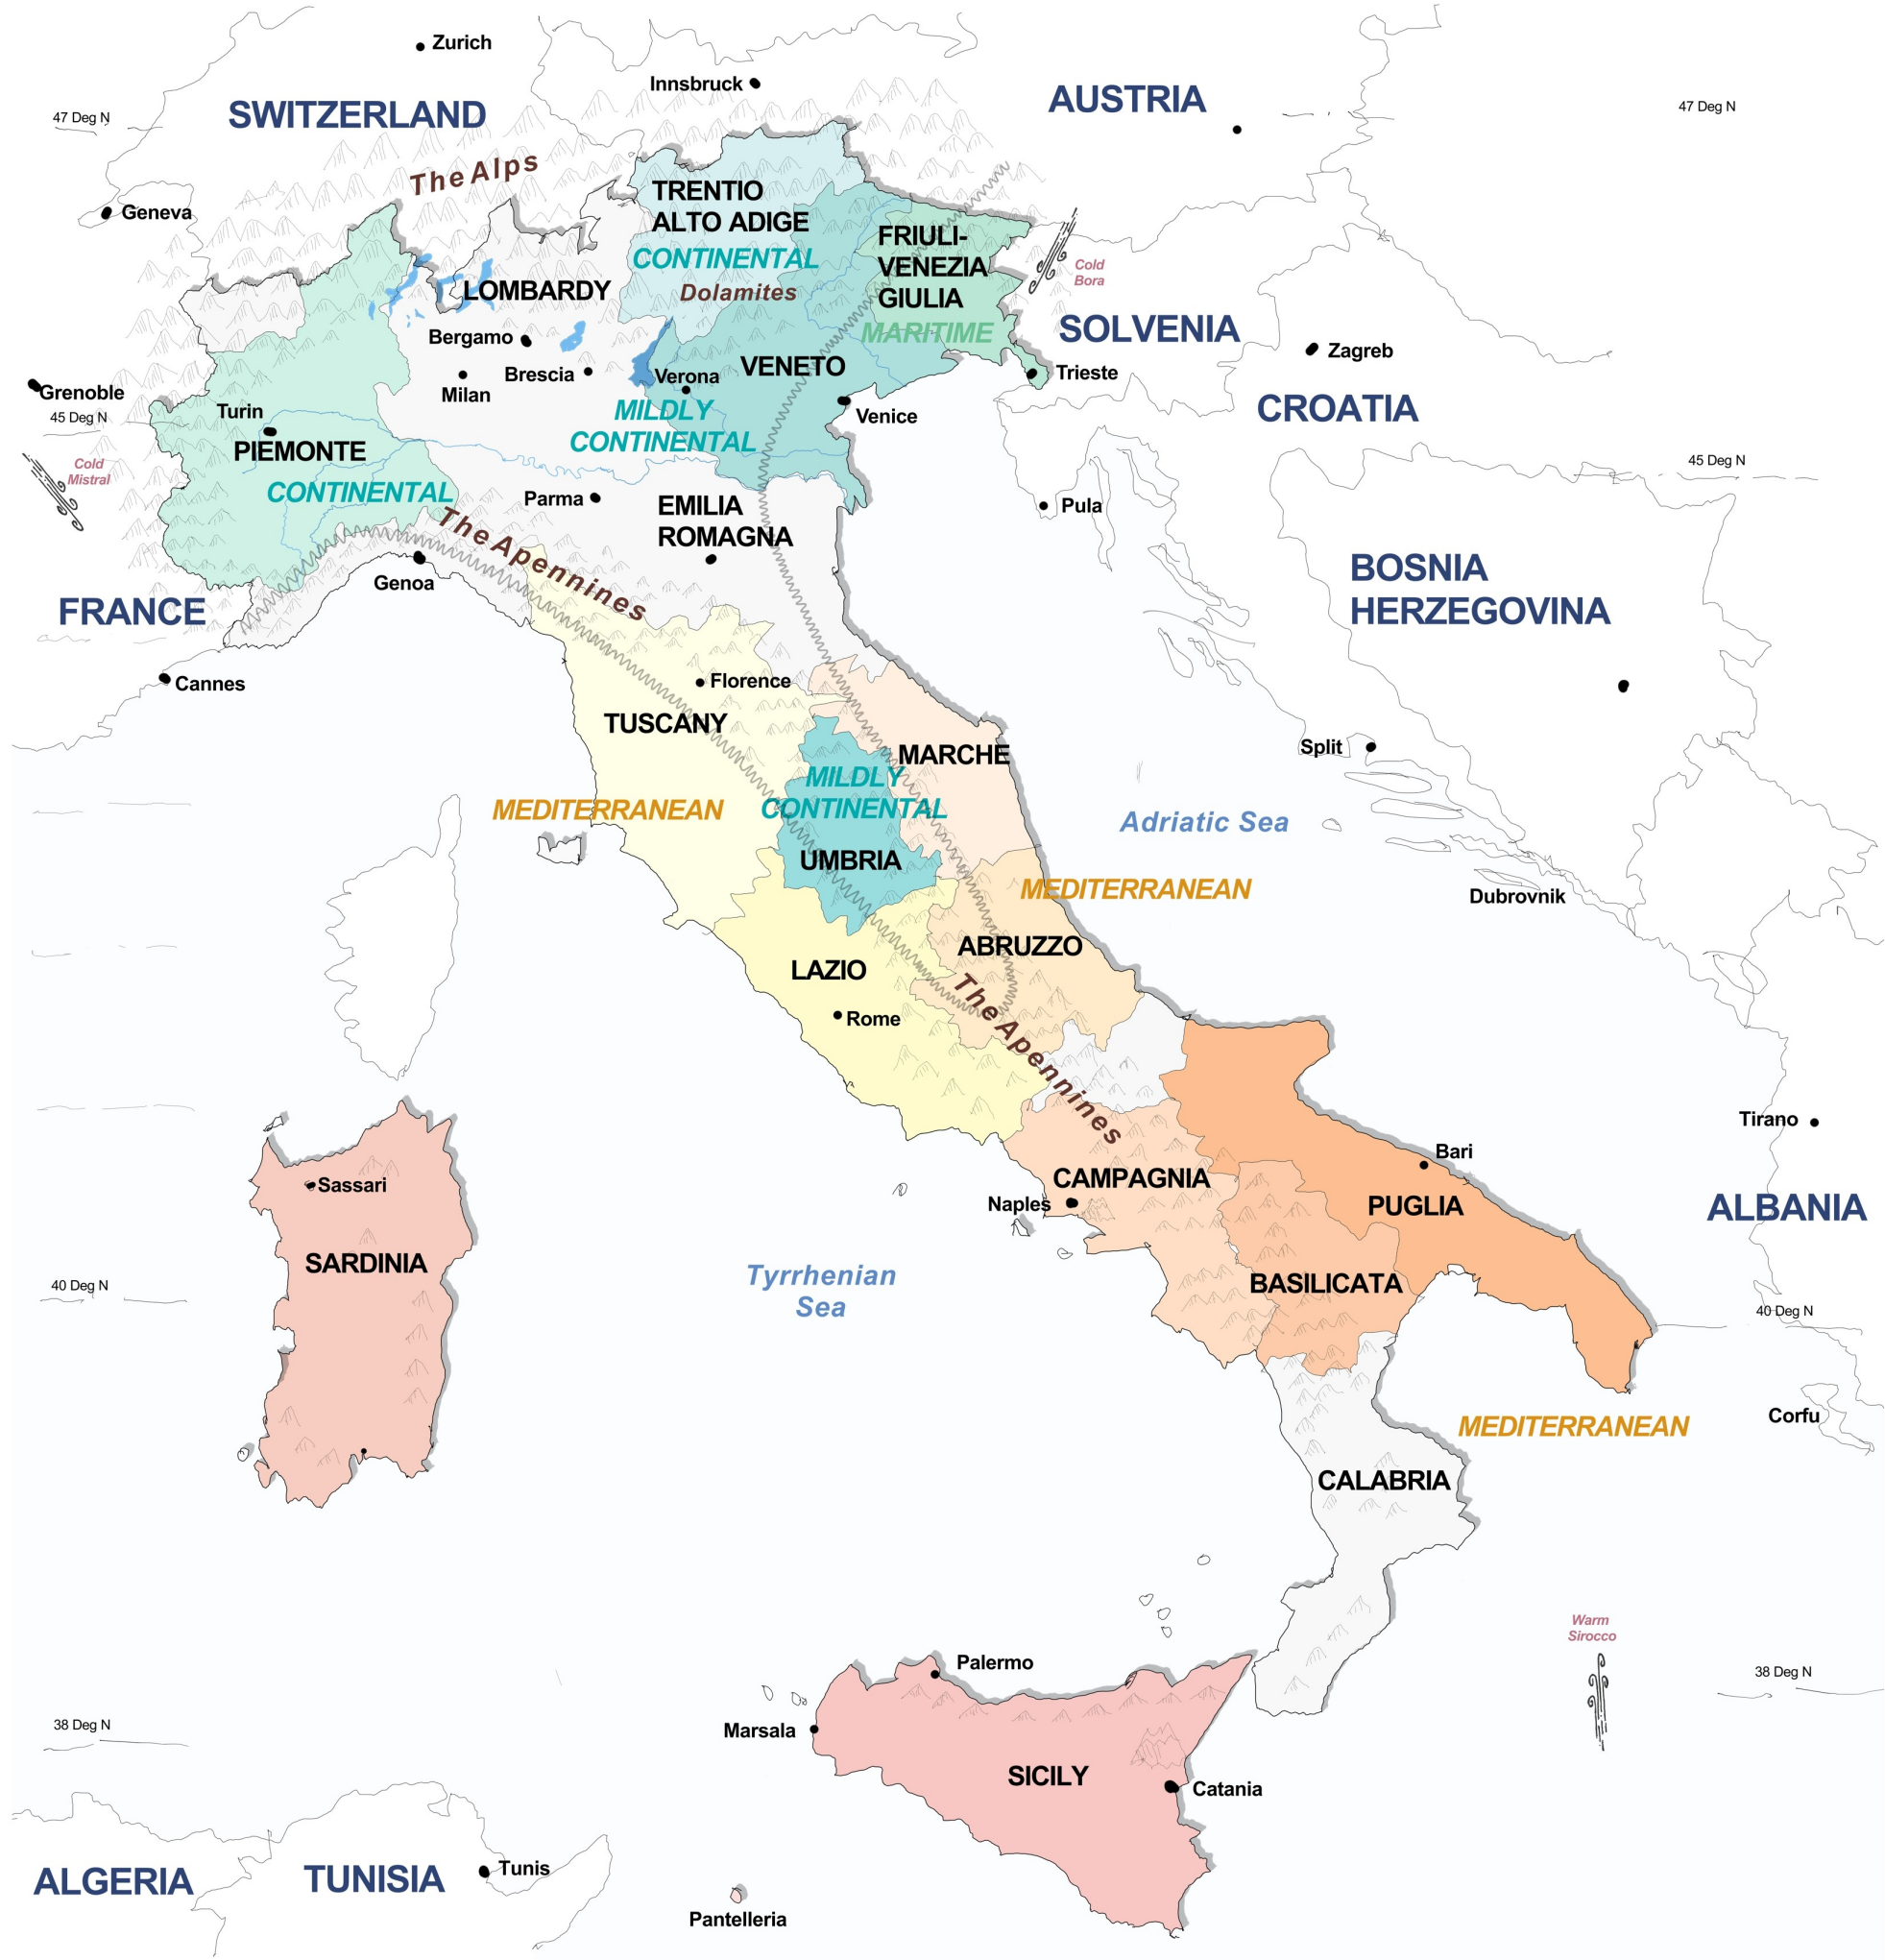 Zurich
Innsbruck
AUSTRIA
SWITZERLAND
47 Deg N
47 Deg N
The Alps
TRENTIO
ALTO ADIGE
CONTINENTAL
Dolamites
Geneva
FRIULI-
VENEZIA
GIULIA
MARITIME
Cold
Bora
LOMBARDY
SOLVENIA
Bergamo
Zagreb
Brescia
Milan
Verona
VENETO
Trieste
Grenoble
45 Deg N
Turin
PIEMONTE
CONTINENTAL
MILDLY
CONTINENTAL
Venice
CROATIA
Cold
Mistral
45 Deg N
Parma
EMILIA
ROMAGNA
Pula
The Apennines
Genoa
FRANCE
BOSNIA
HERZEGOVINA
Cannes
Florence
TUSCANY
MARCHE
Split
MILDLY
CONTINENTAL
MEDITERRANEAN
Adriatic Sea
UMBRIA
MEDITERRANEAN
Dubrovnik
ABRUZZO
LAZIO
The Apennines
Rome
Tirano
Bari
Sassari
CAMPAGNIA
Naples
PUGLIA
ALBANIA
SARDINIA
Tyrrhenian
Sea
BASILICATA
40 Deg N
40 Deg N
Corfu
MEDITERRANEAN
CALABRIA
Warm
Sirocco
Palermo
38 Deg N
38 Deg N
Marsala
SICILY
Catania
ALGERIA
TUNISIA
Tunis
Pantelleria